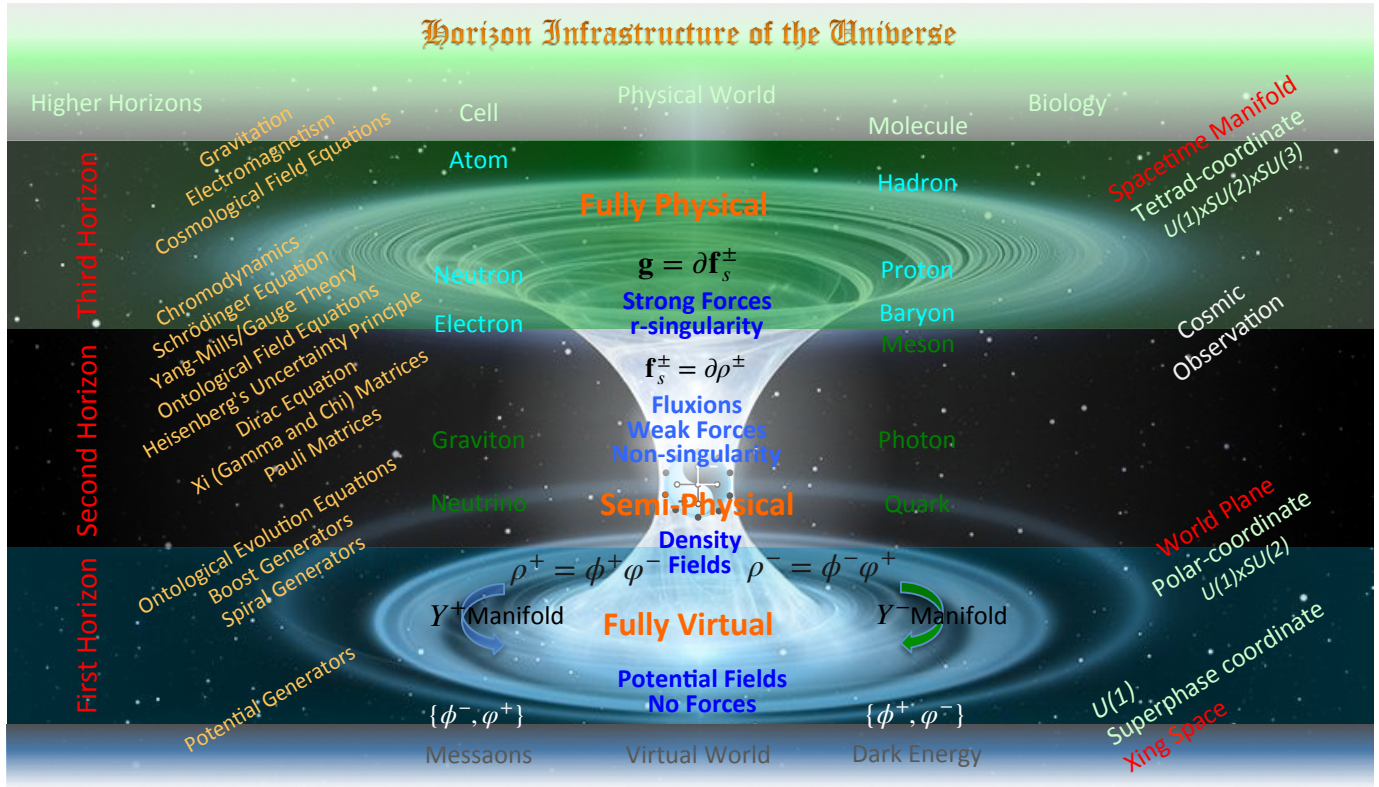 Horizon Infrastructure of the Universe
Higher Horizons
Cell
Physical World
Molecule
Biology
Third Horizon
Gravitation
Electromagnetism
Cosmological Field Equations
Atom
Fully Physical
Hadron
Spacetime Manifold
Tetrad-coordinate
U(1)xSU(2)xSU(3)
Chromodynamics
Schrödinger Equation
Yang-Mills/Gauge Theory
Ontological Field Equations
Heisenberg's Uncertainty Principle
Dirac Equation
Xi (Gamma and Chi) Matrices
Pauli Matrices
Neutron
g = ∂f_s^±
Proton
Strong Forces
r-singularity
Electron
Baryon
Meson
Cosmic
Observation
Second Horizon
f_s^± = ∂ρ^±
Fluxions
Weak Forces
Non-singularity
Graviton
Photon
Neutrino
Semi-Physical
Quark
Ontological Evolution Equations
Boost Generators
Spiral Generators
World Plane
Polar-coordinate
U(1)xSU(2)
First Horizon
Density
Fields
ρ^+ = ϕ^+φ^-
ρ^- = ϕ^-φ^+
Y^+ Manifold
Fully Virtual
Y^- Manifold
Potential Generators
Potential Fields
No Forces
{ϕ^-, φ^+}
{ϕ^+, φ^-}
U(1)
Superphase coordinate
Xing Space
Messaons
Virtual World
Dark Energy